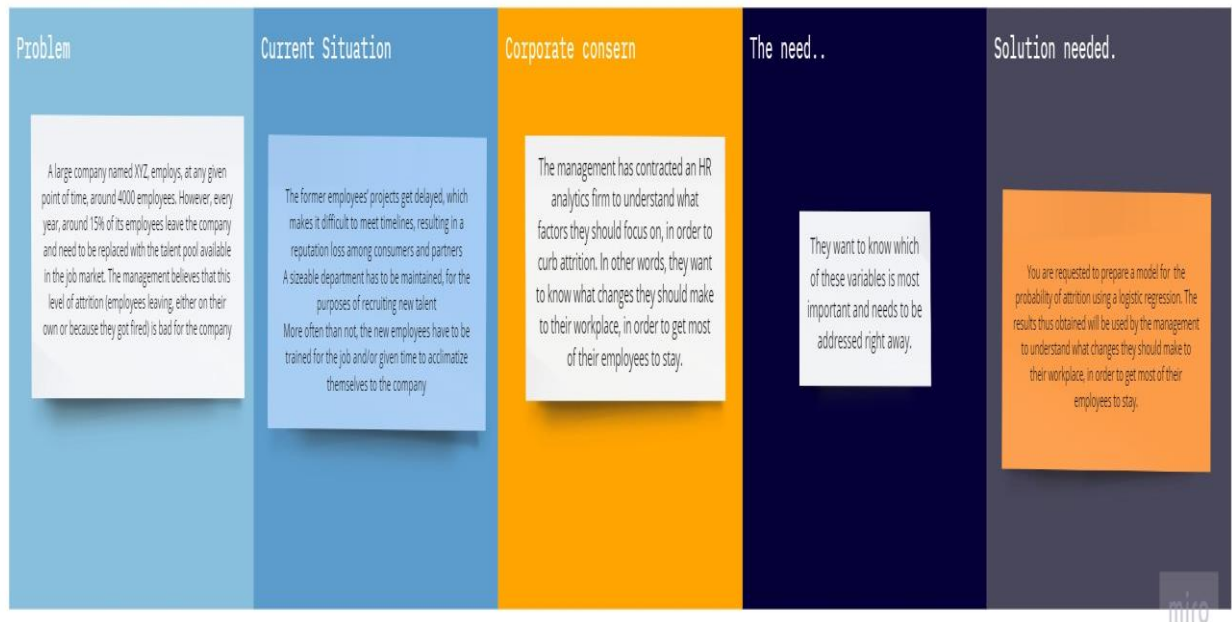 Problem
A large company named XYZ, employs, at any given
point of time, around 4000 employees. However, every
year, around 15% of its employees leave the company
and need to be replaced with the talent pool available
in the job market. The management believes that this
level of attrition (employees leaving, either on their
own or because they got fired) is bad for the company
Current Situation
The former employees' projects get delayed, which
makes it difficult to meet timelines, resulting in a
reputation loss among consumers and partners
A sizeable department has to be maintained, for the
purposes of recruiting new talent
More often than not, the new employees have to be
trained for the job and/or given time to acclimatize
themselves to the company
Corporate consern
The management has contracted an HR
analytics firm to understand what
factors they should focus on, in order to
curb attrition. In other words, they want
to know what changes they should make
to their workplace, in order to get most
of their employees to stay.
The need..
They want to know which
of these variables is most
important and needs to be
addressed right away.
Solution needed.
You are requested to prepare a model for the
probability of attrition using a logistic regression. The
results thus obtained will be used by the management
to understand what changes they should make to
their workplace, in order to get most of their
employees to stay.
miro